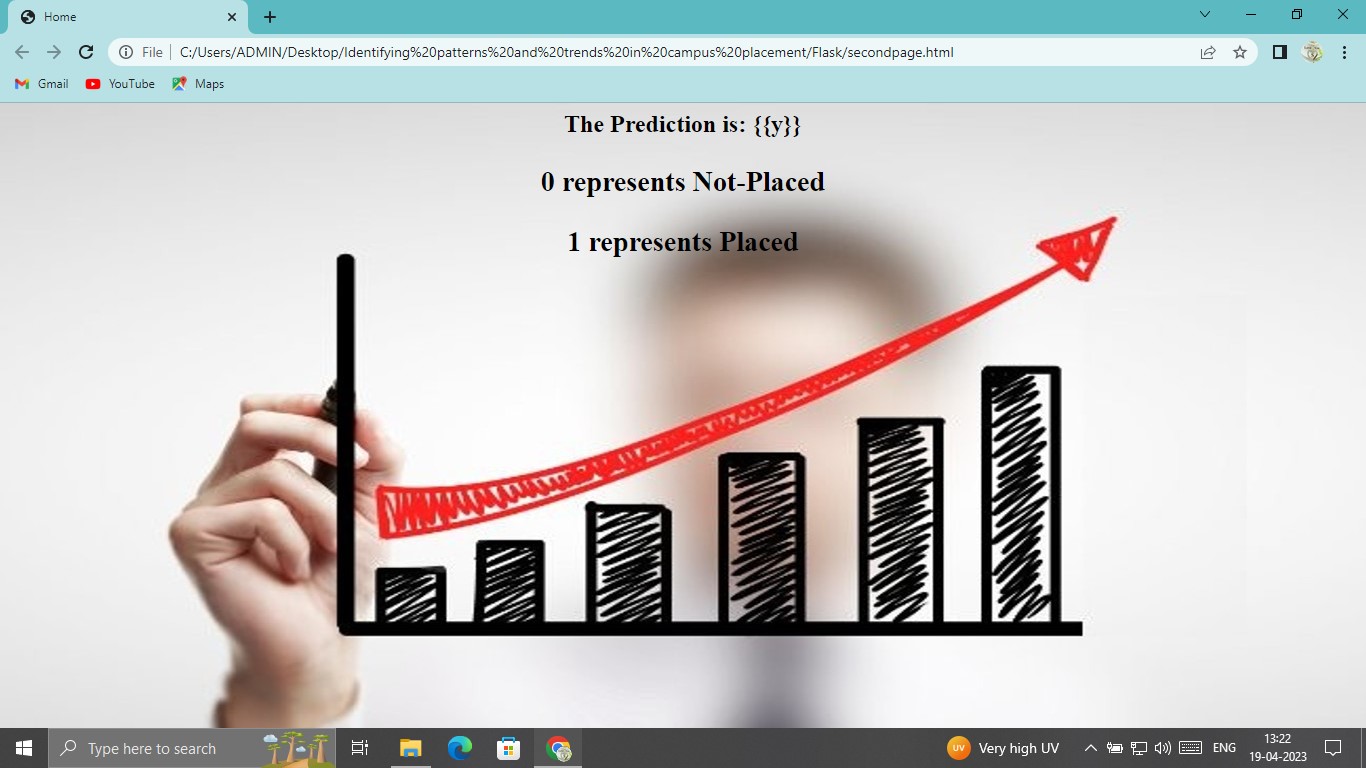 Home
File
C:/Users/ADMIN/Desktop/Identifying%20patterns%20and%20trends%20in%20campus%20placement/Flask/secondpage.html
Gmail YouTube Maps
The Prediction is: {{y}}
0 represents Not-Placed
1 represents Placed
Type here to search
UV Very high UV
ENG
13:22
19-04-2023